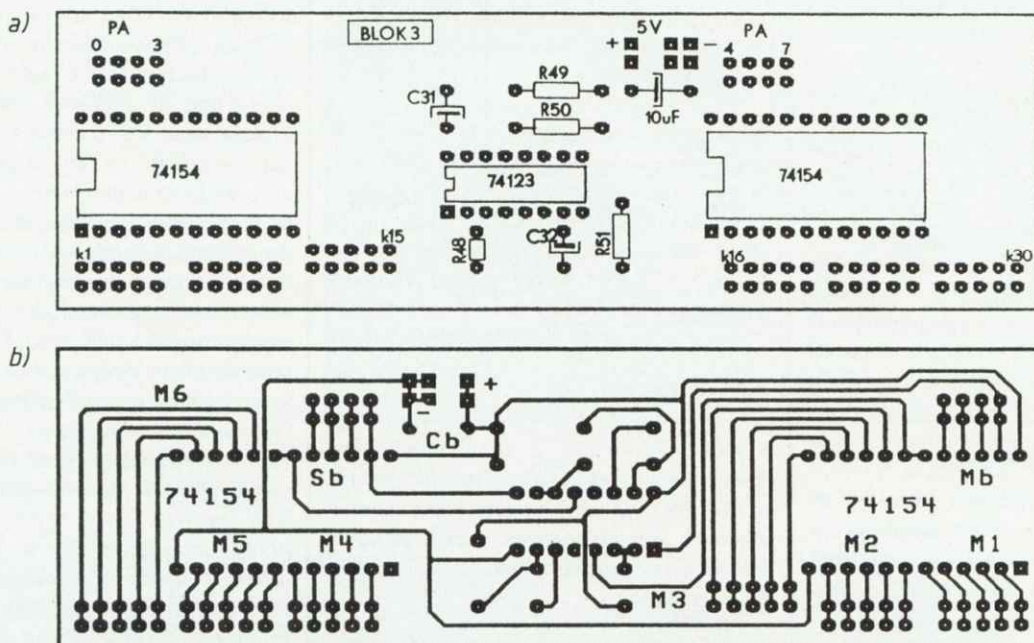 a)
PA
0 3
BLOK 3
5V
+ -
PA
4 7
C31
R49
R50
10uF
74154
74123
74154
k1
k15
R48
C32
R51
k16
k30
b)
M6
+
-
Cb
Sb
Mb
74154
74154
M5 M4
M2 M1
M3